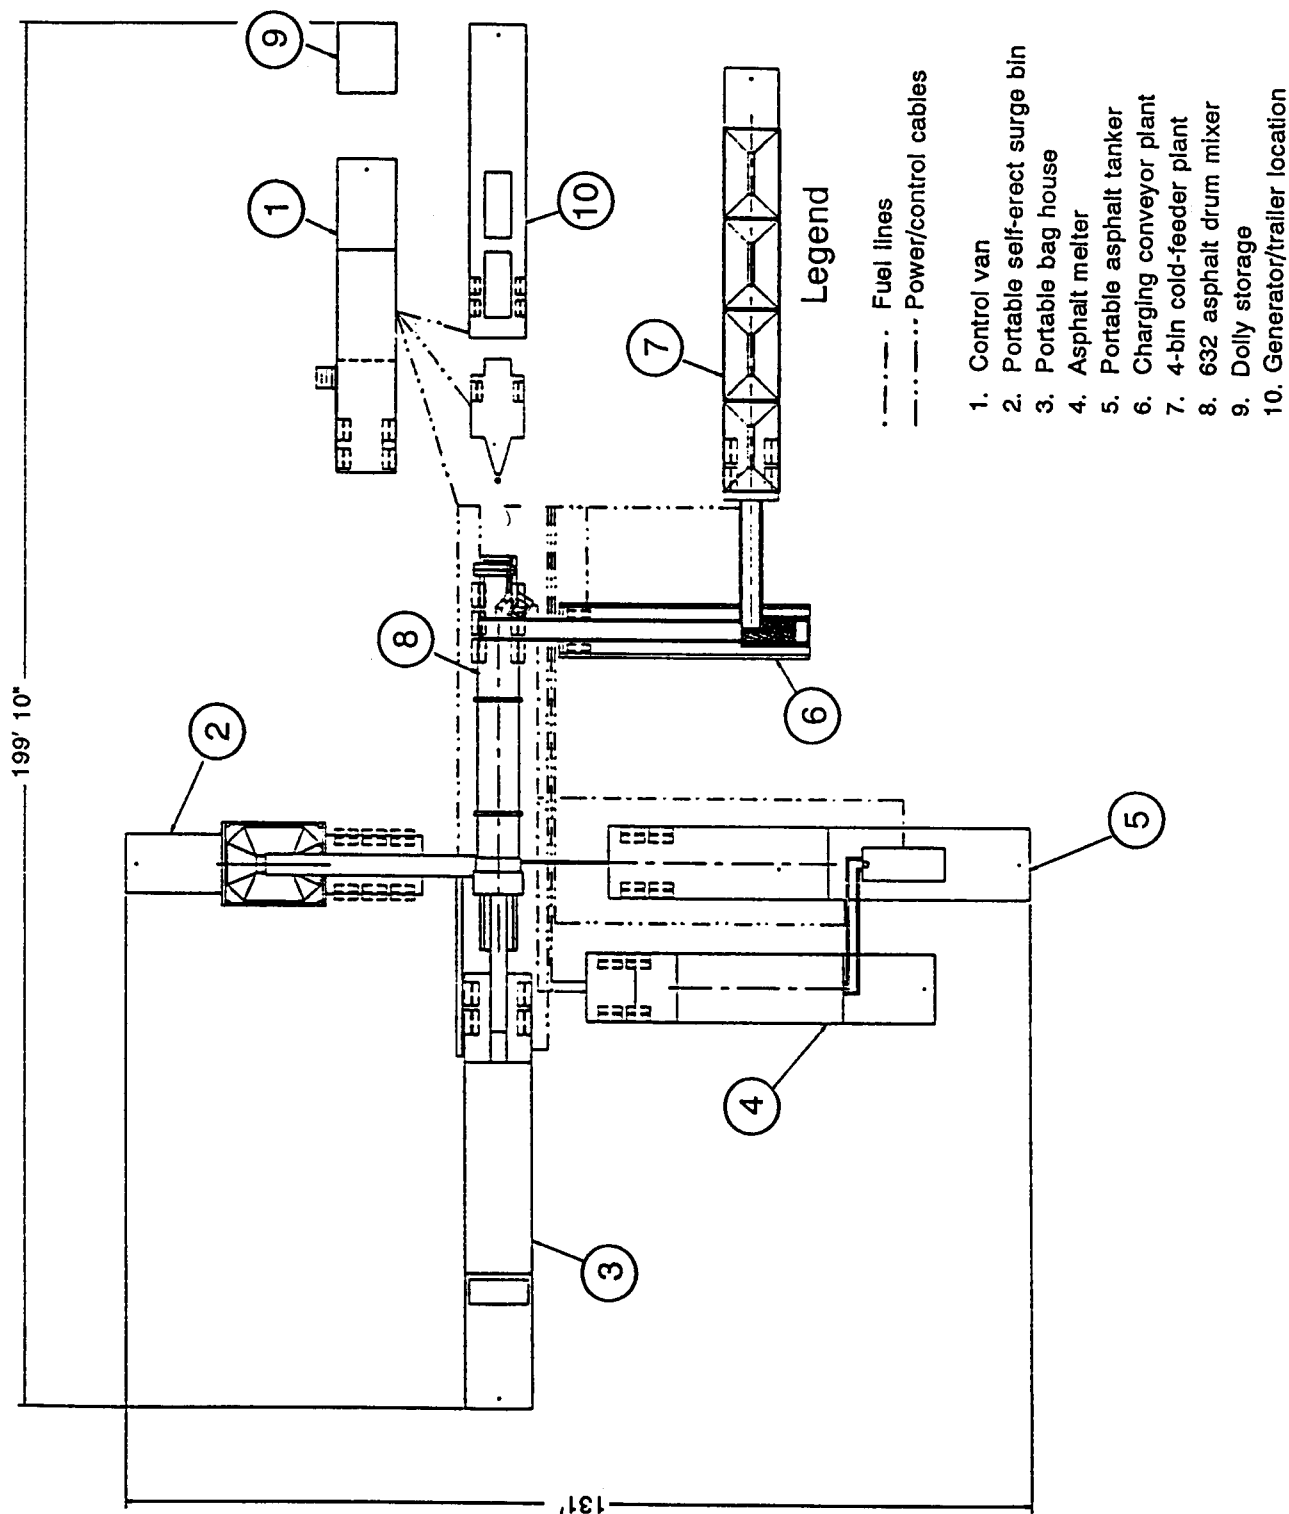 199' 10"
131'
9
1
10
2
8
7
6
5
4
3
Legend
Fuel lines
Power/control cables
1. Control van
2. Portable self-erect surge bin
3. Portable bag house
4. Asphalt melter
5. Portable asphalt tanker
6. Charging conveyor plant
7. 4-bin cold-feeder plant
8. 632 asphalt drum mixer
9. Dolly storage
10. Generator/trailer location